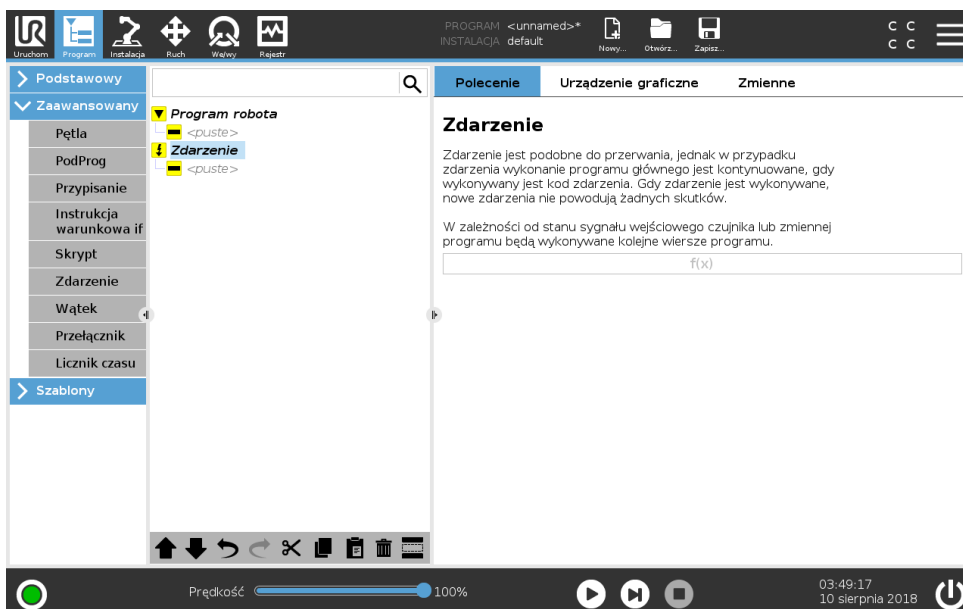 UR
PROGRAM <unnamed>*
INSTALACJA default
Uruchom
Program
Instalacja
Ruch
We/wy
Rejestr
Nowy...
Otwórz...
Zapisz...
C C
C C
Podstawowy
Zaawansowany
Pętla
PodProg
Przypisanie
Instrukcja
warunkowa if
Skrypt
Zdarzenie
Wątek
Przełącznik
Licznik czasu
Szablony
Program robota
<puste>
Zdarzenie
<puste>
Polecenie
Urządzenie graficzne
Zmienne
Zdarzenie
Zdarzenie jest podobne do przerwania, jednak w przypadku
zdarzenia wykonanie programu głównego jest kontynuowane, gdy
wykonywany jest kod zdarzenia. Gdy zdarzenie jest wykonywane,
nowe zdarzenia nie powodują żadnych skutków.
W zależności od stanu sygnału wejściowego czujnika lub zmiennej
programu będą wykonywane kolejne wiersze programu.
f(x)
Prędkość
100%
03:49:17
10 sierpnia 2018